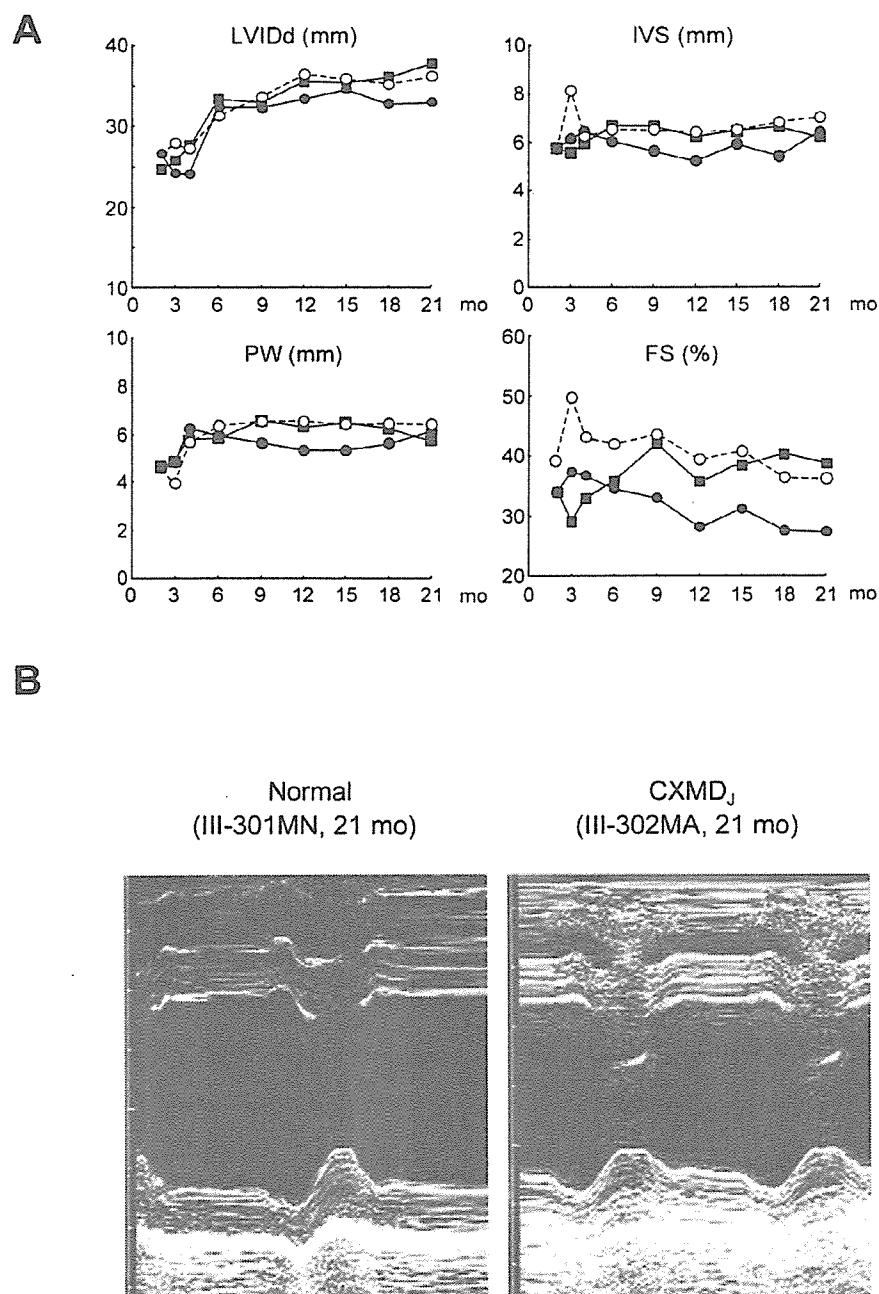 A
LVIDd (mm)
40
30
20
10
0 3 6 9 12 15 18 21 mo
IVS (mm)
10
8
6
4
2
0
0 3 6 9 12 15 18 21 mo
PW (mm)
10
8
6
4
2
0
0 3 6 9 12 15 18 21 mo
FS (%)
60
50
40
30
20
0 3 6 9 12 15 18 21 mo
B
Normal
(III-301MN, 21 mo)
CXMDJ
(III-302MA, 21 mo)